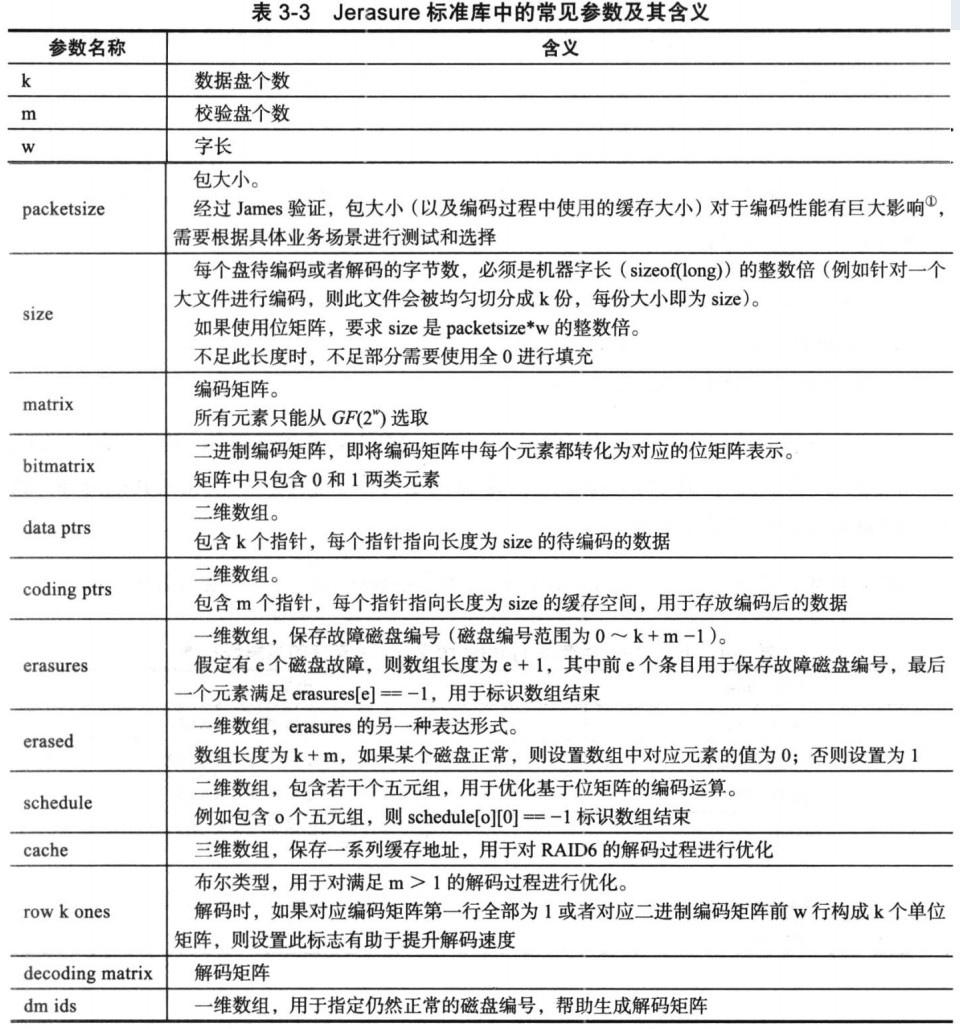 表 3-3 Jerasure 标准库中的常见参数及其含义
参数名称 含义
k 数据盘个数
m 校验盘个数
w 字长
packetsize 包大小。
经过 James 验证，包大小（以及编码过程中使用的缓存大小）对于编码性能有巨大影响①，
需要根据具体业务场景进行测试和选择
size 每个盘待编码或者解码的字节数，必须是机器字长（sizeof(long)）的整数倍（例如针对一个
大文件进行编码，则此文件会被均匀切分成 k 份，每份大小即为 size）。
如果使用位矩阵，要求 size 是 packetsize*w 的整数倍。
不足此长度时，不足部分需要使用全 0 进行填充
matrix 编码矩阵。
所有元素只能从 GF(2ʷ) 选取
bitmatrix 二进制编码矩阵，即将编码矩阵中每个元素都转化为对应的位矩阵表示。
矩阵中只包含 0 和 1 两类元素
data ptrs 二维数组。
包含 k 个指针，每个指针指向长度为 size 的待编码的数据
coding ptrs 二维数组。
包含 m 个指针，每个指针指向长度为 size 的缓存空间，用于存放编码后的数据
erasures 一维数组，保存故障磁盘编号（磁盘编号范围为 0 ～ k + m −1）。
假定有 e 个磁盘故障，则数组长度为 e + 1，其中前 e 个条目用于保存故障磁盘编号，最后
一个元素满足 erasures[e] == −1，用于标识数组结束
erased 一维数组，erasures 的另一种表达形式。
数组长度为 k + m，如果某个磁盘正常，则设置数组中对应元素的值为 0；否则设置为 1
schedule 二维数组，包含若干个五元组，用于优化基于位矩阵的编码运算。
例如包含 o 个五元组，则 schedule[o][0] == −1 标识数组结束
cache 三维数组，保存一系列缓存地址，用于对 RAID6 的解码过程进行优化
row k ones 布尔类型，用于对满足 m > 1 的解码过程进行优化。
解码时，如果对应编码矩阵第一行全部为 1 或者对应二进制编码矩阵前 w 行构成 k 个单位
矩阵，则设置此标志有助于提升解码速度
decoding matrix 解码矩阵
dm ids 一维数组，用于指定仍然正常的磁盘编号，帮助生成解码矩阵